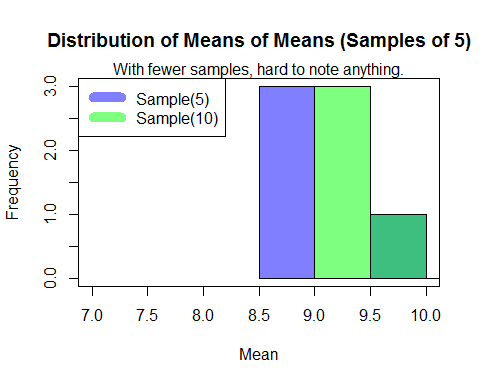 Distribution of Means of Means (Samples of 5)
With fewer samples, hard to note anything.
Sample(5)
Sample(10)
Frequency
3.0
2.0
1.0
0.0
7.0 7.5 8.0 8.5 9.0 9.5 10.0
Mean